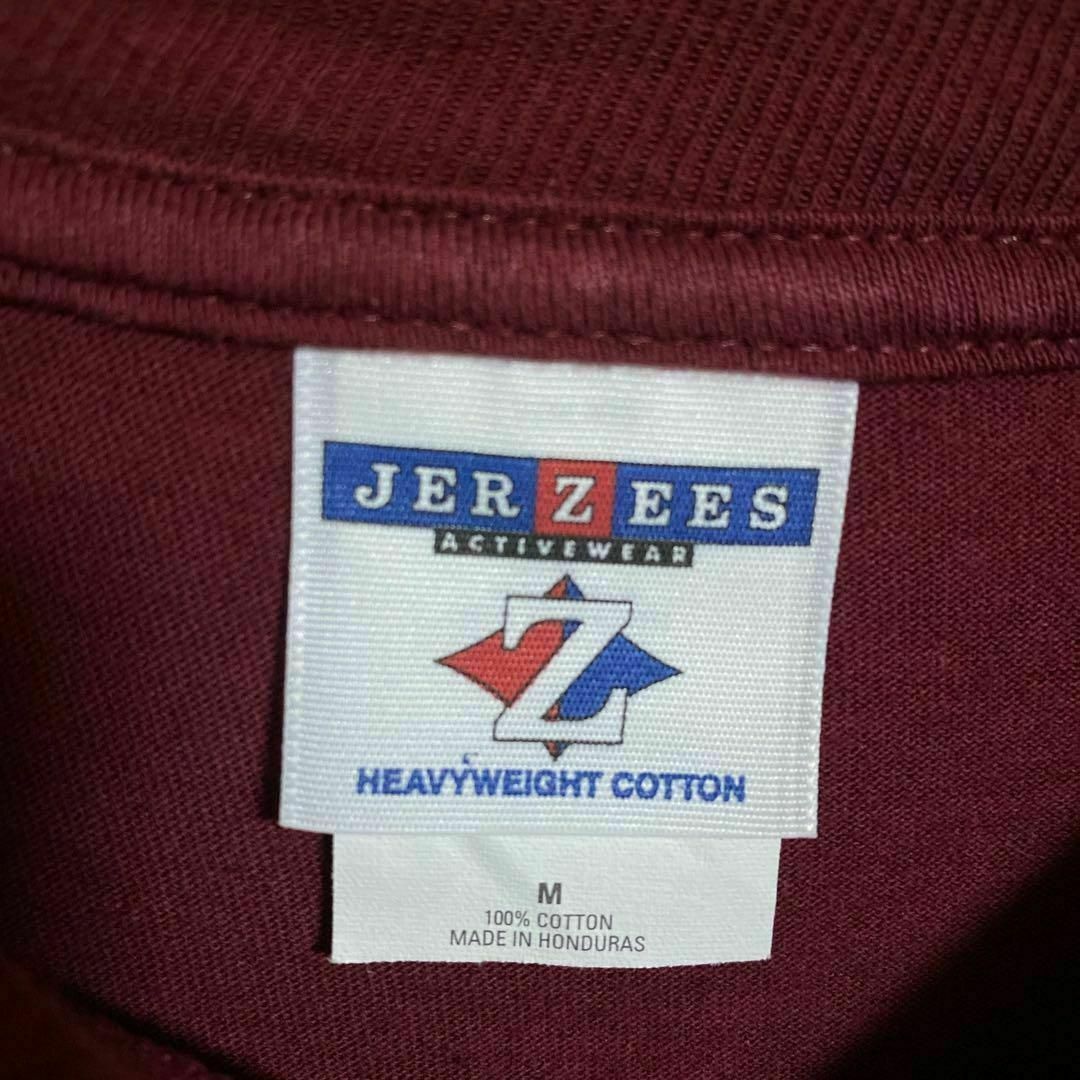 JERZEES
ACTIVEWEAR
Z
HEAVYWEIGHT COTTON
M
100% COTTON
MADE IN HONDURAS